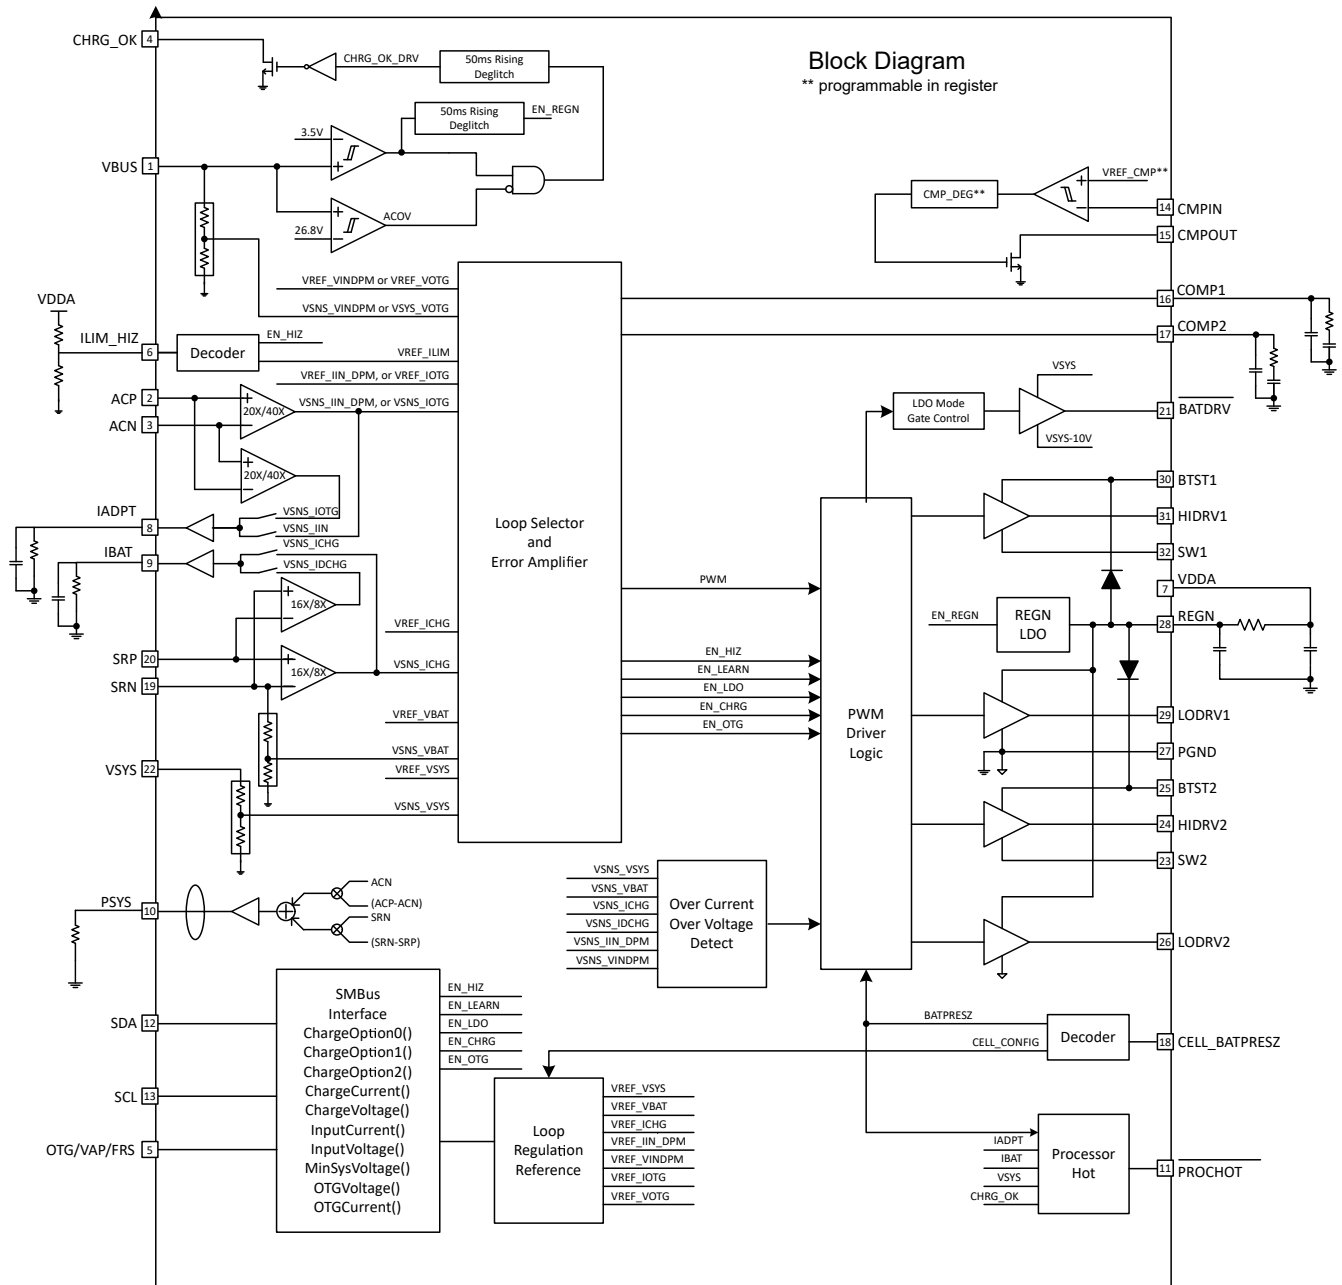 Block Diagram
** programmable in register
CHRG_OK
4
CHRG_OK_DRV
50ms Rising
Deglitch
50ms Rising
Deglitch
EN_REGN
3.5V
−
+
VBUS
1
+
−
ACOV
26.8V
VREF_VINDPM or VREF_VOTG
VSNS_VINDPM or VSYS_VOTG
VDDA
ILIM_HIZ
6
Decoder
EN_HIZ
VREF_ILIM
VREF_IIN_DPM, or VREF_IOTG
ACP
2
+
20X/40X
−
VSNS_IIN_DPM, or VSNS_IOTG
ACN
3
+
20X/40X
−
IADPT
8
VSNS_IOTG
VSNS_IIN
IBAT
9
VSNS_ICHG
VSNS_IDCHG
+
16X/8X
−
VREF_ICHG
SRP
20
+
16X/8X
−
VSNS_ICHG
SRN
19
VREF_VBAT
VSNS_VBAT
VREF_VSYS
VSYS
22
VSNS_VSYS
Loop Selector
and
Error Amplifier
PSYS
10
ACN
(ACP-ACN)
SRN
(SRN-SRP)
SDA
12
SCL
13
OTG/VAP/FRS
5
SMBus
Interface
ChargeOption0()
ChargeOption1()
ChargeOption2()
ChargeCurrent()
ChargeVoltage()
InputCurrent()
InputVoltage()
MinSysVoltage()
OTGVoltage()
OTGCurrent()
EN_HIZ
EN_LEARN
EN_LDO
EN_CHRG
EN_OTG
Loop
Regulation
Reference
VREF_VSYS
VREF_VBAT
VREF_ICHG
VREF_IIN_DPM
VREF_VINDPM
VREF_IOTG
VREF_VOTG
PWM
EN_HIZ
EN_LEARN
EN_LDO
EN_CHRG
EN_OTG
VSNS_VSYS
VSNS_VBAT
VSNS_ICHG
VSNS_IDCHG
VSNS_IIN_DPM
VSNS_VINDPM
Over Current
Over Voltage
Detect
PWM
Driver
Logic
CMP_DEG**
+
−
VREF_CMP**
14
CMPIN
15
CMPOUT
16
COMP1
17
COMP2
LDO Mode
Gate Control
VSYS
VSYS-10V
21
BATDRV
30
BTST1
31
HIDRV1
32
SW1
7
VDDA
EN_REGN
REGN
LDO
28
REGN
29
LODRV1
27
PGND
25
BTST2
24
HIDRV2
23
SW2
26
LODRV2
BATPRESZ
CELL_CONFIG
Decoder
18
CELL_BATPRESZ
IADPT
IBAT
VSYS
CHRG_OK
Processor
Hot
11
PROCHOT